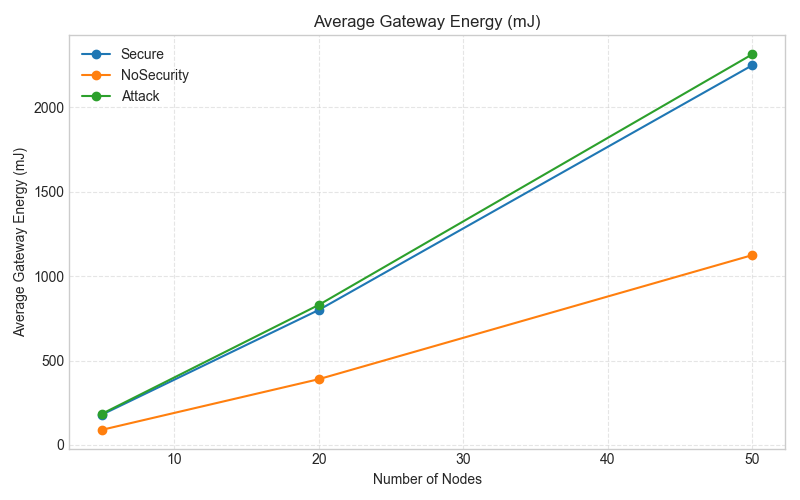 Average Gateway Energy (mJ)
Secure
NoSecurity
Attack
Average Gateway Energy (mJ)
2000
1500
1000
500
0
10
20
30
40
50
Number of Nodes